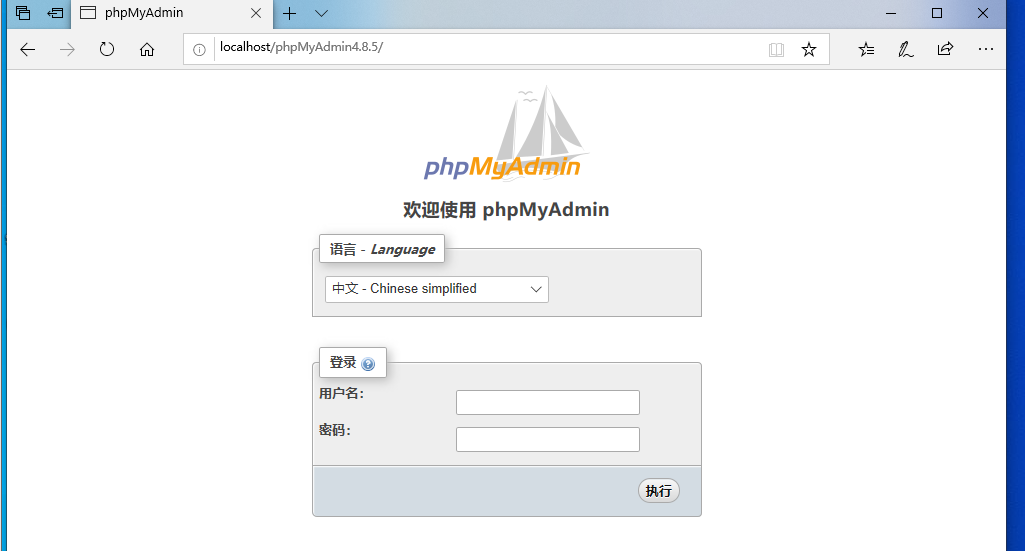 phpMyAdmin
localhost/phpMyAdmin4.8.5/
phpMyAdmin
欢迎使用 phpMyAdmin
语言 - Language
中文 - Chinese simplified
登录
用户名：
密码：
执行